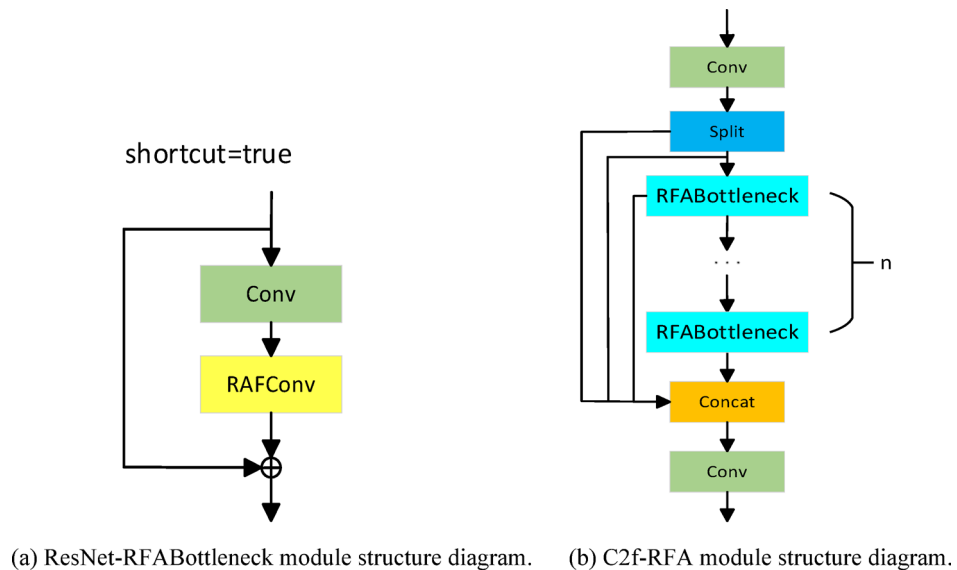 shortcut=true
Conv
RAFConv
Conv
Split
RFABottleneck
. . .
RFABottleneck
n
Concat
Conv
(a) ResNet-RFABottleneck module structure diagram.
(b) C2f-RFA module structure diagram.